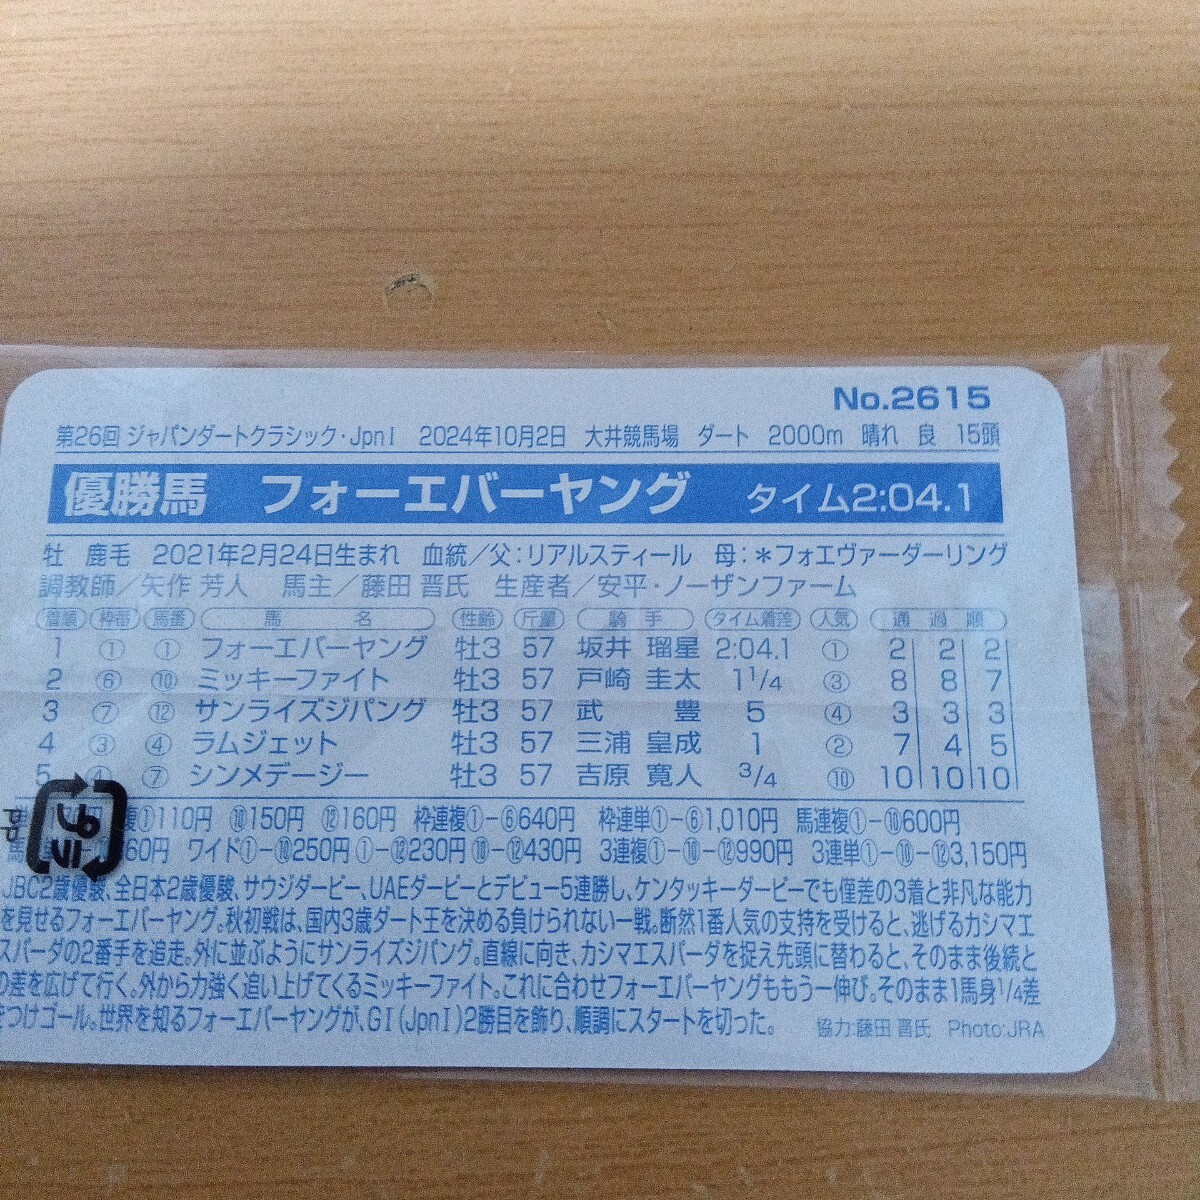 No.2615
第26回 ジャパンダートクラシック・JpnⅠ 2024年10月2日 大井競馬場 ダート 2000m 晴れ 良 15頭
優勝馬 フォーエバーヤング タイム2:04.1
牡 鹿毛 2021年2月24日生まれ 血統／父：リアルスティール 母：＊フォエヴァーダーリング
調教師／矢作 芳人 馬主／藤田 晋氏 生産者／安平・ノーザンファーム
着順 枠番 馬番 馬名 性齢 斤量 騎手 タイム着差 人気 通過順
1 ① ① フォーエバーヤング 牡3 57 坂井 瑠星 2:04.1 ① 2 2 2
2 ⑥ ⑩ ミッキーファイト 牡3 57 戸崎 圭太 1 1/4 ③ 8 8 7
3 ⑦ ⑫ サンライズジパング 牡3 57 武 豊 5 ④ 3 3 3
4 ③ ④ ラムジェット 牡3 57 三浦 皇成 1 ② 7 4 5
5 ④ ⑦ シンメデージー 牡3 57 吉原 寛人 3/4 ⑩ 10 10 10
複①110円 ⑩150円 ⑫160円 枠連複①－⑥640円 枠連単①－⑥1,010円 馬連複①－⑩600円
60円 ワイド①－⑩250円 ①－⑫230円 ⑩－⑫430円 3連複①－⑩－⑫990円 3連単①－⑩－⑫3,150円
JBC2歳優駿、全日本2歳優駿、サウジダービー、UAEダービーとデビュー5連勝し、ケンタッキーダービーでも僅差の3着と非凡な能力
を見せるフォーエバーヤング。秋初戦は、国内3歳ダート王を決める負けられない一戦。断然1番人気の支持を受けると、逃げるカシマエ
スパーダの2番手を追走。外に並ぶようにサンライズジパング。直線に向き、カシマエスパーダを捉え先頭に替わると、そのまま後続と
の差を広げて行く。外から力強く追い上げてくるミッキーファイト。これに合わせフォーエバーヤングももう一伸び。そのまま1馬身1/4差
をつけゴール。世界を知るフォーエバーヤングが、GⅠ(JpnⅠ)2勝目を飾り、順調にスタートを切った。
協力:藤田 晋氏 Photo:JRA
プラ
PP